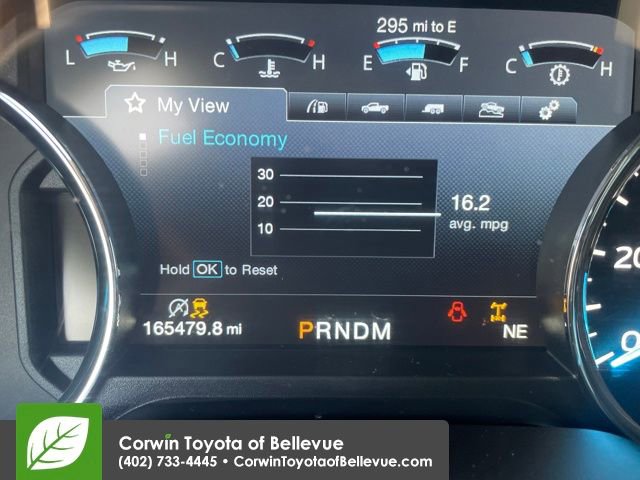 295 mi to E
L H C H E F C H
My View
Fuel Economy
30
20
10
16.2
avg. mpg
Hold OK to Reset
165479.8 mi
PRNDM
NE
20
0
Corwin Toyota of Bellevue
(402) 733-4445 • CorwinToyotaofBellevue.com